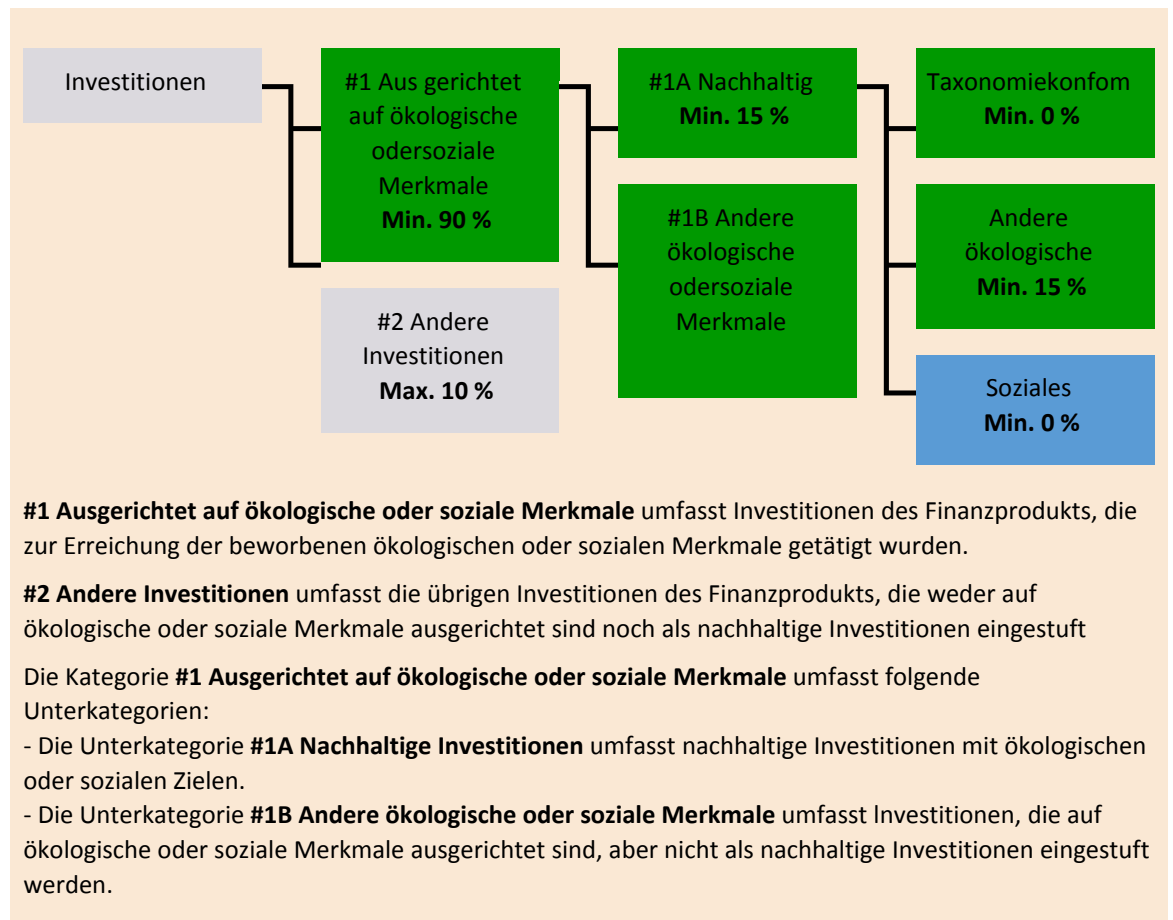 Investitionen
#1 Aus gerichtet
auf ökologische
odersoziale
Merkmale
Min. 90 %
#2 Andere
Investitionen
Max. 10 %
#1A Nachhaltig
Min. 15 %
#1B Andere
ökologische
odersoziale
Merkmale
Taxonomiekonfom
Min. 0 %
Andere
ökologische
Min. 15 %
Soziales
Min. 0 %
#1 Ausgerichtet auf ökologische oder soziale Merkmale umfasst Investitionen des Finanzprodukts, die
zur Erreichung der beworbenen ökologischen oder sozialen Merkmale getätigt wurden.
#2 Andere Investitionen umfasst die übrigen Investitionen des Finanzprodukts, die weder auf
ökologische oder soziale Merkmale ausgerichtet sind noch als nachhaltige Investitionen eingestuft
Die Kategorie #1 Ausgerichtet auf ökologische oder soziale Merkmale umfasst folgende
Unterkategorien:
- Die Unterkategorie #1A Nachhaltige Investitionen umfasst nachhaltige Investitionen mit ökologischen
oder sozialen Zielen.
- Die Unterkategorie #1B Andere ökologische oder soziale Merkmale umfasst lnvestitionen, die auf
ökologische oder soziale Merkmale ausgerichtet sind, aber nicht als nachhaltige Investitionen eingestuft
werden.